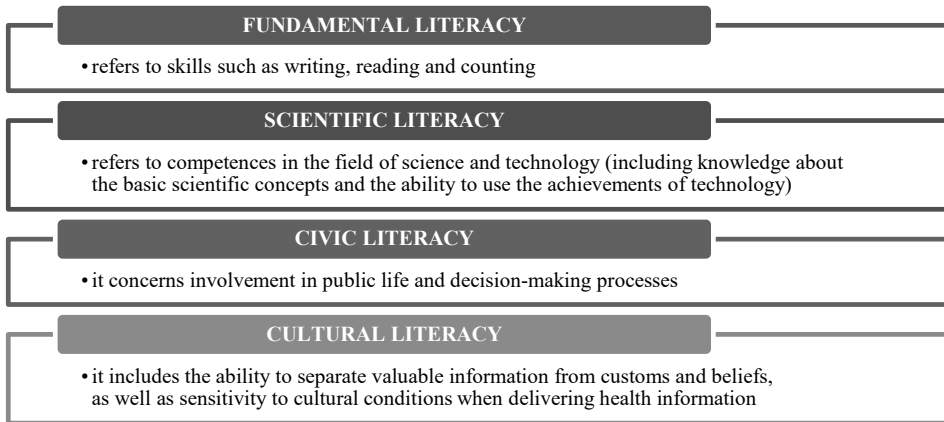 FUNDAMENTAL LITERACY
• refers to skills such as writing, reading and counting
SCIENTIFIC LITERACY
• refers to competences in the field of science and technology (including knowledge about
the basic scientific concepts and the ability to use the achievements of technology)
CIVIC LITERACY
• it concerns involvement in public life and decision-making processes
CULTURAL LITERACY
• it includes the ability to separate valuable information from customs and beliefs,
as well as sensitivity to cultural conditions when delivering health information